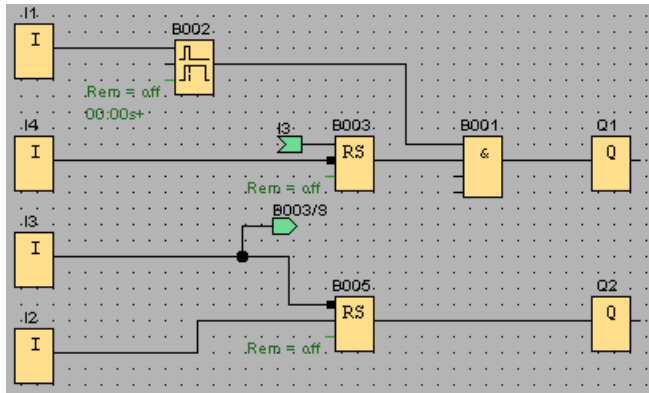 I1
I
B002
Rem = off
00:00s+
I4
I
I3
B003
RS
Rem = off
B001
&
Q1
Q
B003/S
I3
I
B005
RS
Rem = off
Q2
Q
I2
I